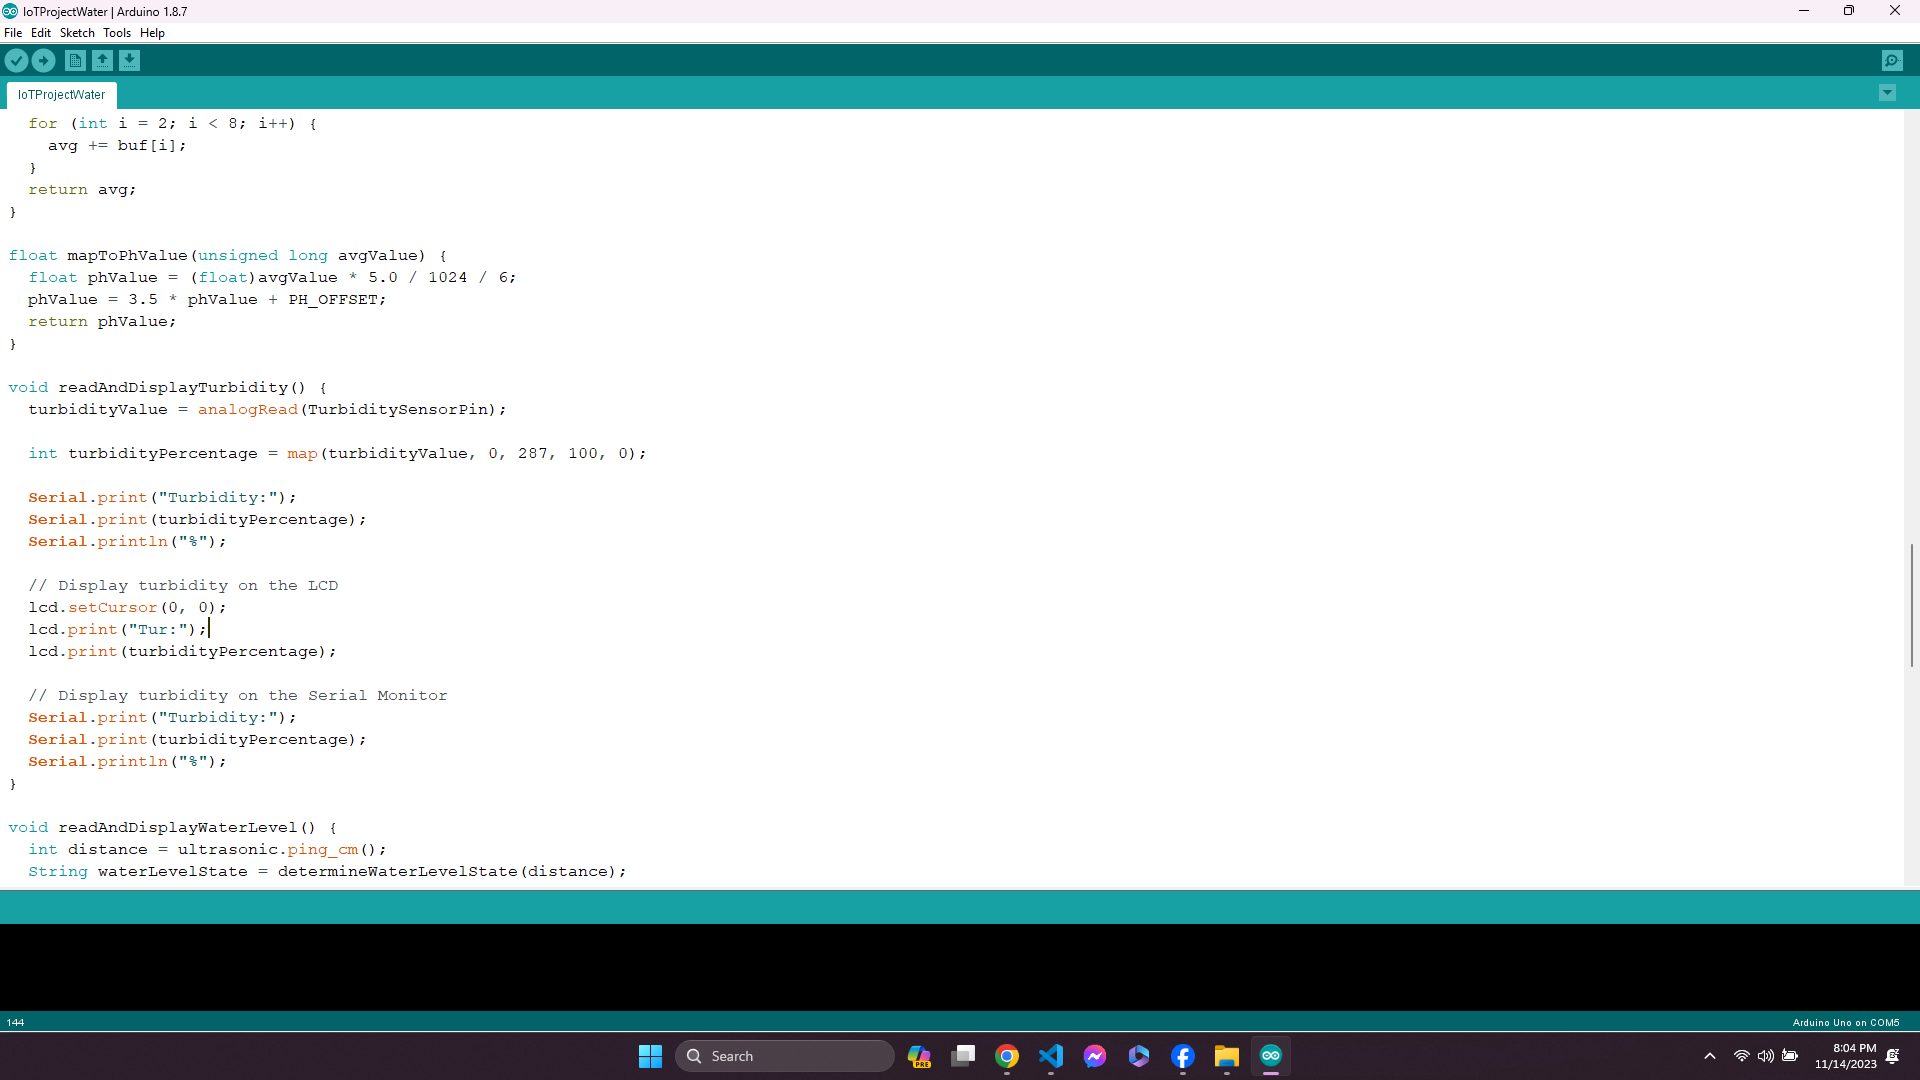 IoTProjectWater | Arduino 1.8.7
File Edit Sketch Tools Help
IoTProjectWater
for (int i = 2; i < 8; i++) {
avg += buf[i];
}
return avg;
}
float mapToPhValue(unsigned long avgValue) {
float phValue = (float)avgValue * 5.0 / 1024 / 6;
phValue = 3.5 * phValue + PH_OFFSET;
return phValue;
}
void readAndDisplayTurbidity() {
turbidityValue = analogRead(TurbiditySensorPin);
int turbidityPercentage = map(turbidityValue, 0, 287, 100, 0);
Serial.print("Turbidity:");
Serial.print(turbidityPercentage);
Serial.println("%");
// Display turbidity on the LCD
lcd.setCursor(0, 0);
lcd.print("Tur:");
lcd.print(turbidityPercentage);
// Display turbidity on the Serial Monitor
Serial.print("Turbidity:");
Serial.print(turbidityPercentage);
Serial.println("%");
}
void readAndDisplayWaterLevel() {
int distance = ultrasonic.ping_cm();
String waterLevelState = determineWaterLevelState(distance);
144
Arduino Uno on COM5
Search
PRE
8:04 PM
11/14/2023